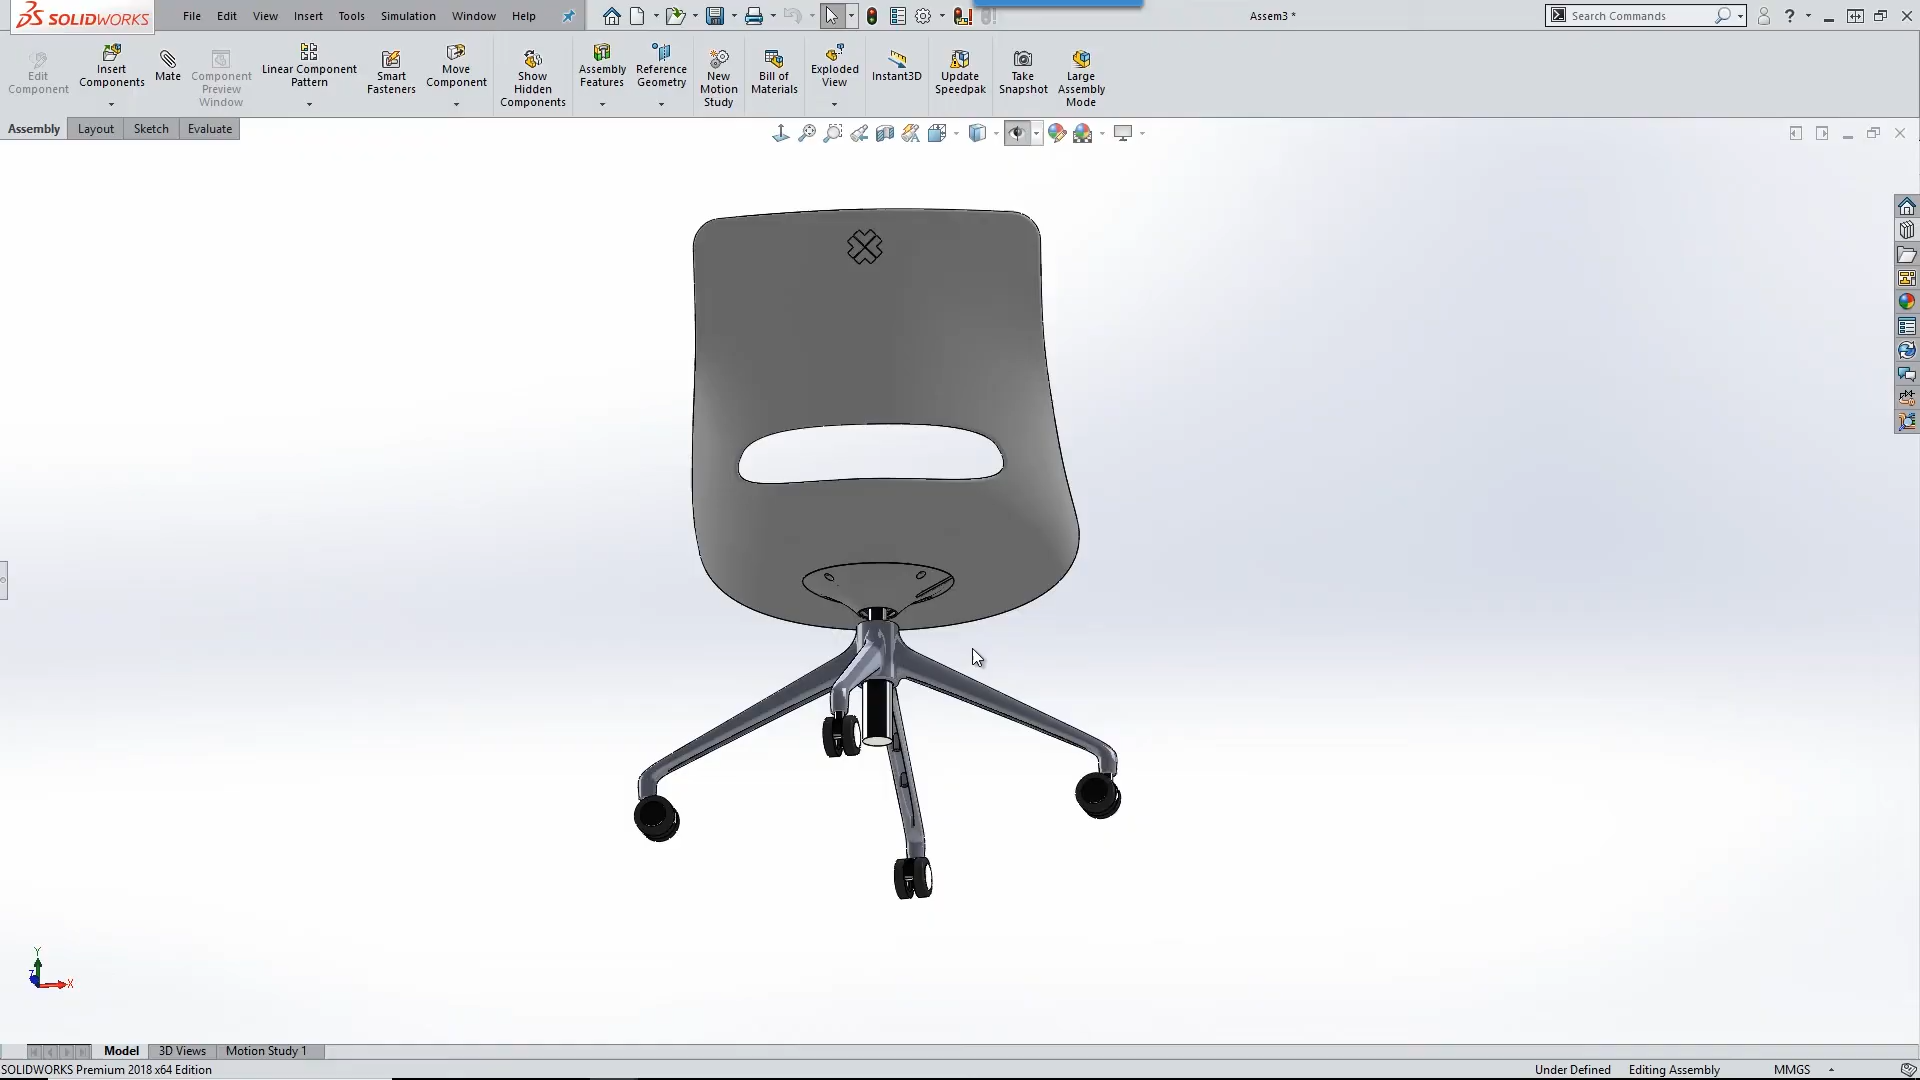 SOLIDWORKS File Edit View Insert Tools Simulation Window Help Assem3 * Search Commands ?
Edit Component
Insert Components
Mate
Component Preview Window
Linear Component Pattern
Smart Fasteners
Move Component
Show Hidden Components
Assembly Features
Reference Geometry
New Motion Study
Bill of Materials
Exploded View
Instant3D
Update Speedpak
Take Snapshot
Large Assembly Mode
Assembly Layout Sketch Evaluate
Y
Z
X
Model 3D Views Motion Study 1
SOLIDWORKS Premium 2018 x64 Edition Under Defined Editing Assembly MMGS